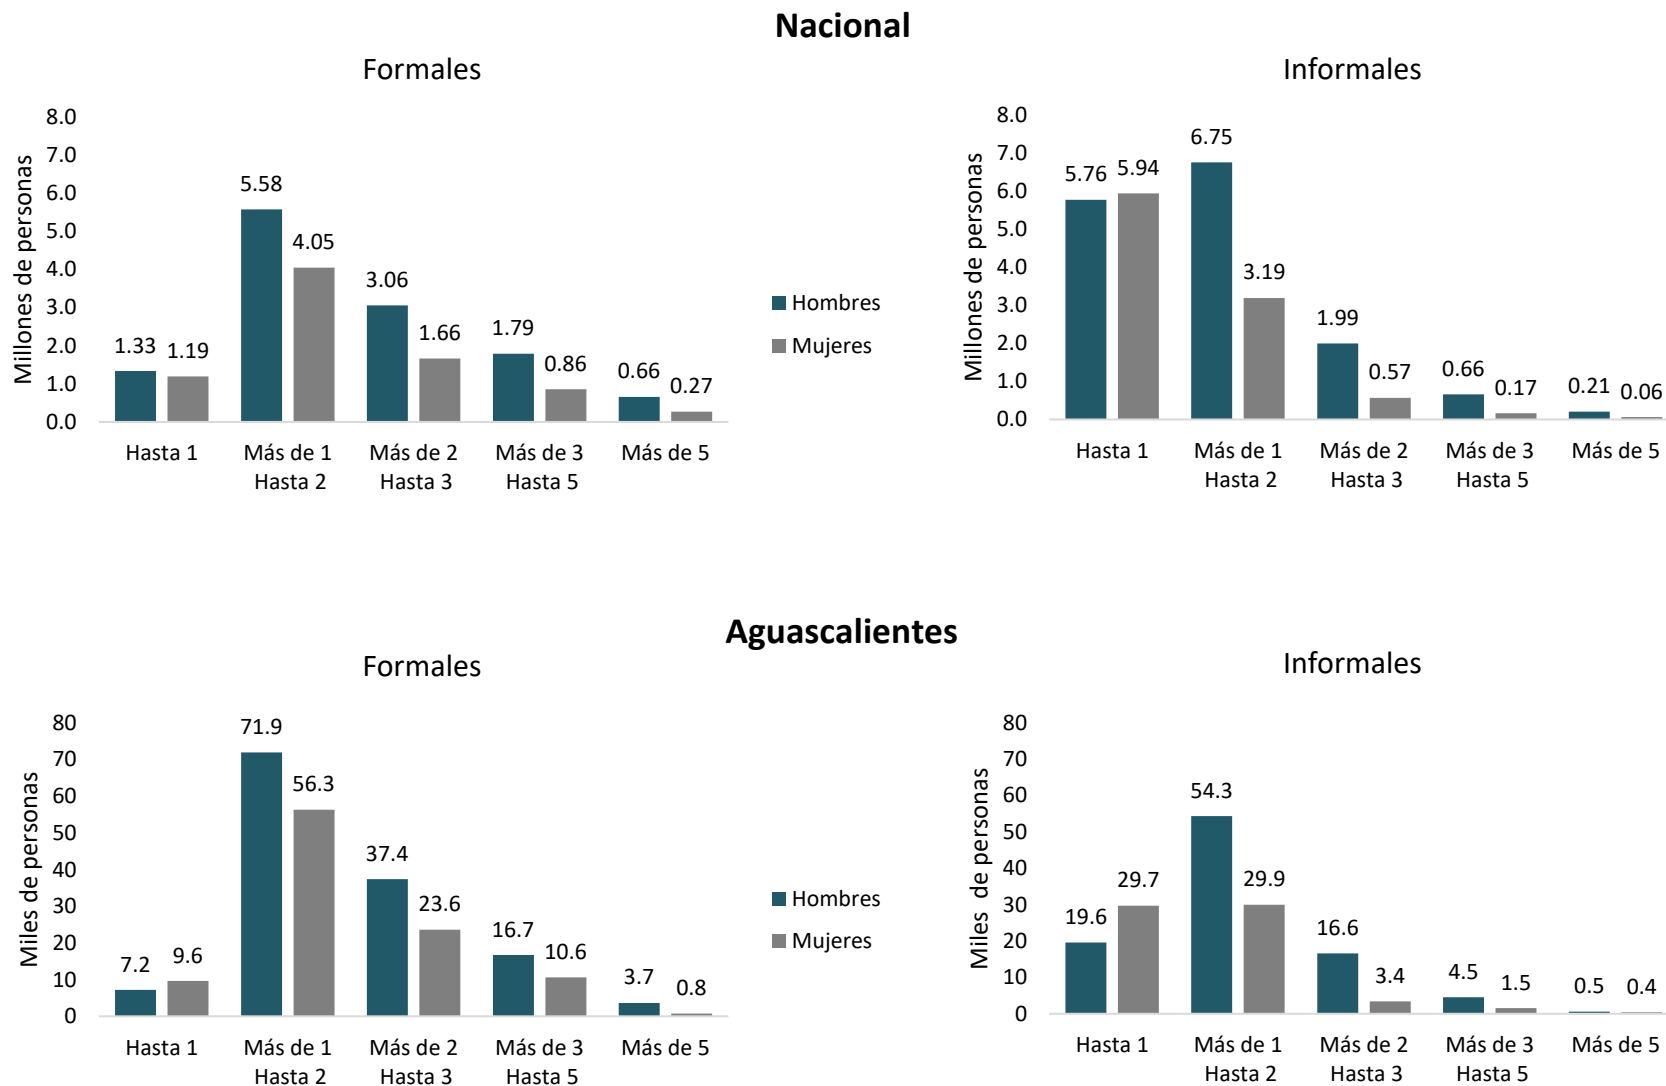 Nacional
Formales
Millones de personas
8.0
7.0
6.0
5.0
4.0
3.0
2.0
1.0
0.0
1.33 1.19
5.58
4.05
3.06
1.66
1.79
0.86
0.66
0.27
Hasta 1
Más de 1
Hasta 2
Más de 2
Hasta 3
Más de 3
Hasta 5
Más de 5
Hombres
Mujeres
Informales
Millones de personas
8.0
7.0
6.0
5.0
4.0
3.0
2.0
1.0
0.0
5.76 5.94
6.75
3.19
1.99
0.57
0.66
0.17
0.21 0.06
Hasta 1
Más de 1
Hasta 2
Más de 2
Hasta 3
Más de 3
Hasta 5
Más de 5
Aguascalientes
Formales
Miles de personas
80
70
60
50
40
30
20
10
0
7.2
9.6
71.9
56.3
37.4
23.6
16.7
10.6
3.7
0.8
Hasta 1
Más de 1
Hasta 2
Más de 2
Hasta 3
Más de 3
Hasta 5
Más de 5
Hombres
Mujeres
Informales
Miles de personas
80
70
60
50
40
30
20
10
0
19.6
29.7
54.3
29.9
16.6
3.4
4.5
1.5
0.5 0.4
Hasta 1
Más de 1
Hasta 2
Más de 2
Hasta 3
Más de 3
Hasta 5
Más de 5